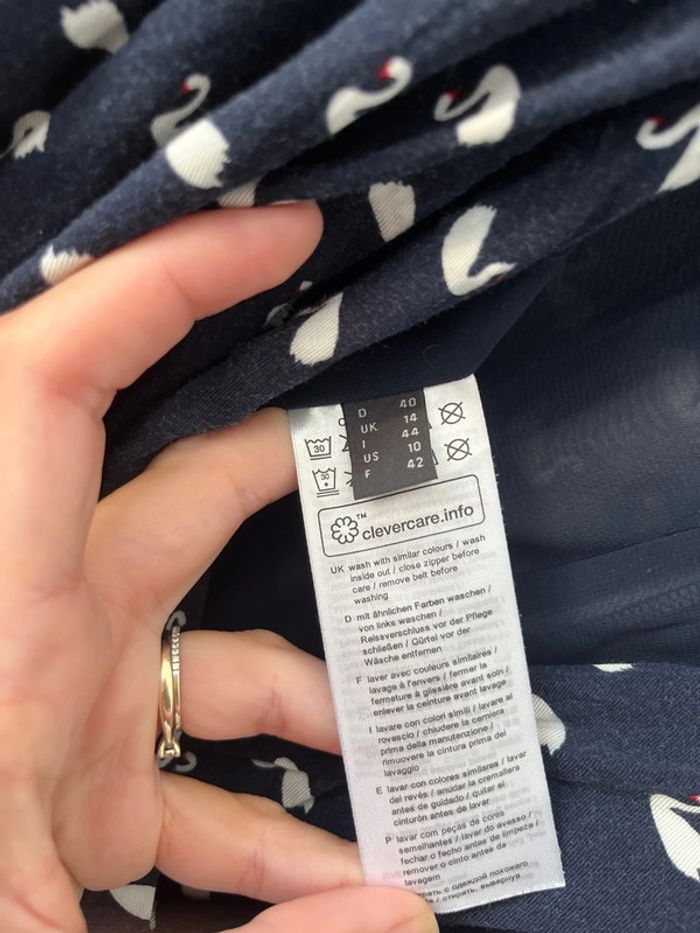 D 40
UK 14
I 44
US 10
F 42
30
30
clevercare.info
TM
UK wash with similar colours / wash
inside out / close zipper before
care / remove belt before
washing
D mit ähnlichen Farben waschen /
von links waschen /
Reissverschluss vor der Pflege
schließen / Gürtel vor der
Wäsche entfernen
F laver avec couleurs similaires /
lavage à l'envers / fermer la
fermeture à glissière avant soin /
enlever la ceinture avant lavage
I lavare con colori simili / lavare al
rovescio / chiudere la cerniera
prima della manutenzione /
rimuovere la cintura prima del
lavaggio
E lavar con colores similares / lavar
del revés / anudar la cremallera
antes de guidado / quitar el
cinturón antes de lavar
P lavar com peças de cores
semelhantes / lavar do avesso /
fechar o fecho antes de limpeza /
remover o cinto antes da
lavagem
с одеждой похожего
/ стирать, вывернув